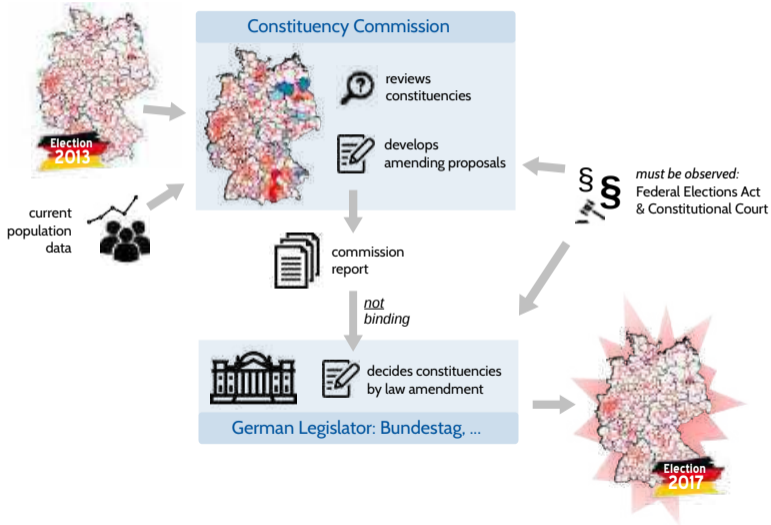 Constituency Commission
reviews
constituencies
develops
amending proposals
Election
2013
current
population
data
§ §
must be observed:
Federal Elections Act
& Constitutional Court
commission
report
not
binding
decides constituencies
by law amendment
German Legislator: Bundestag, ...
Election
2017